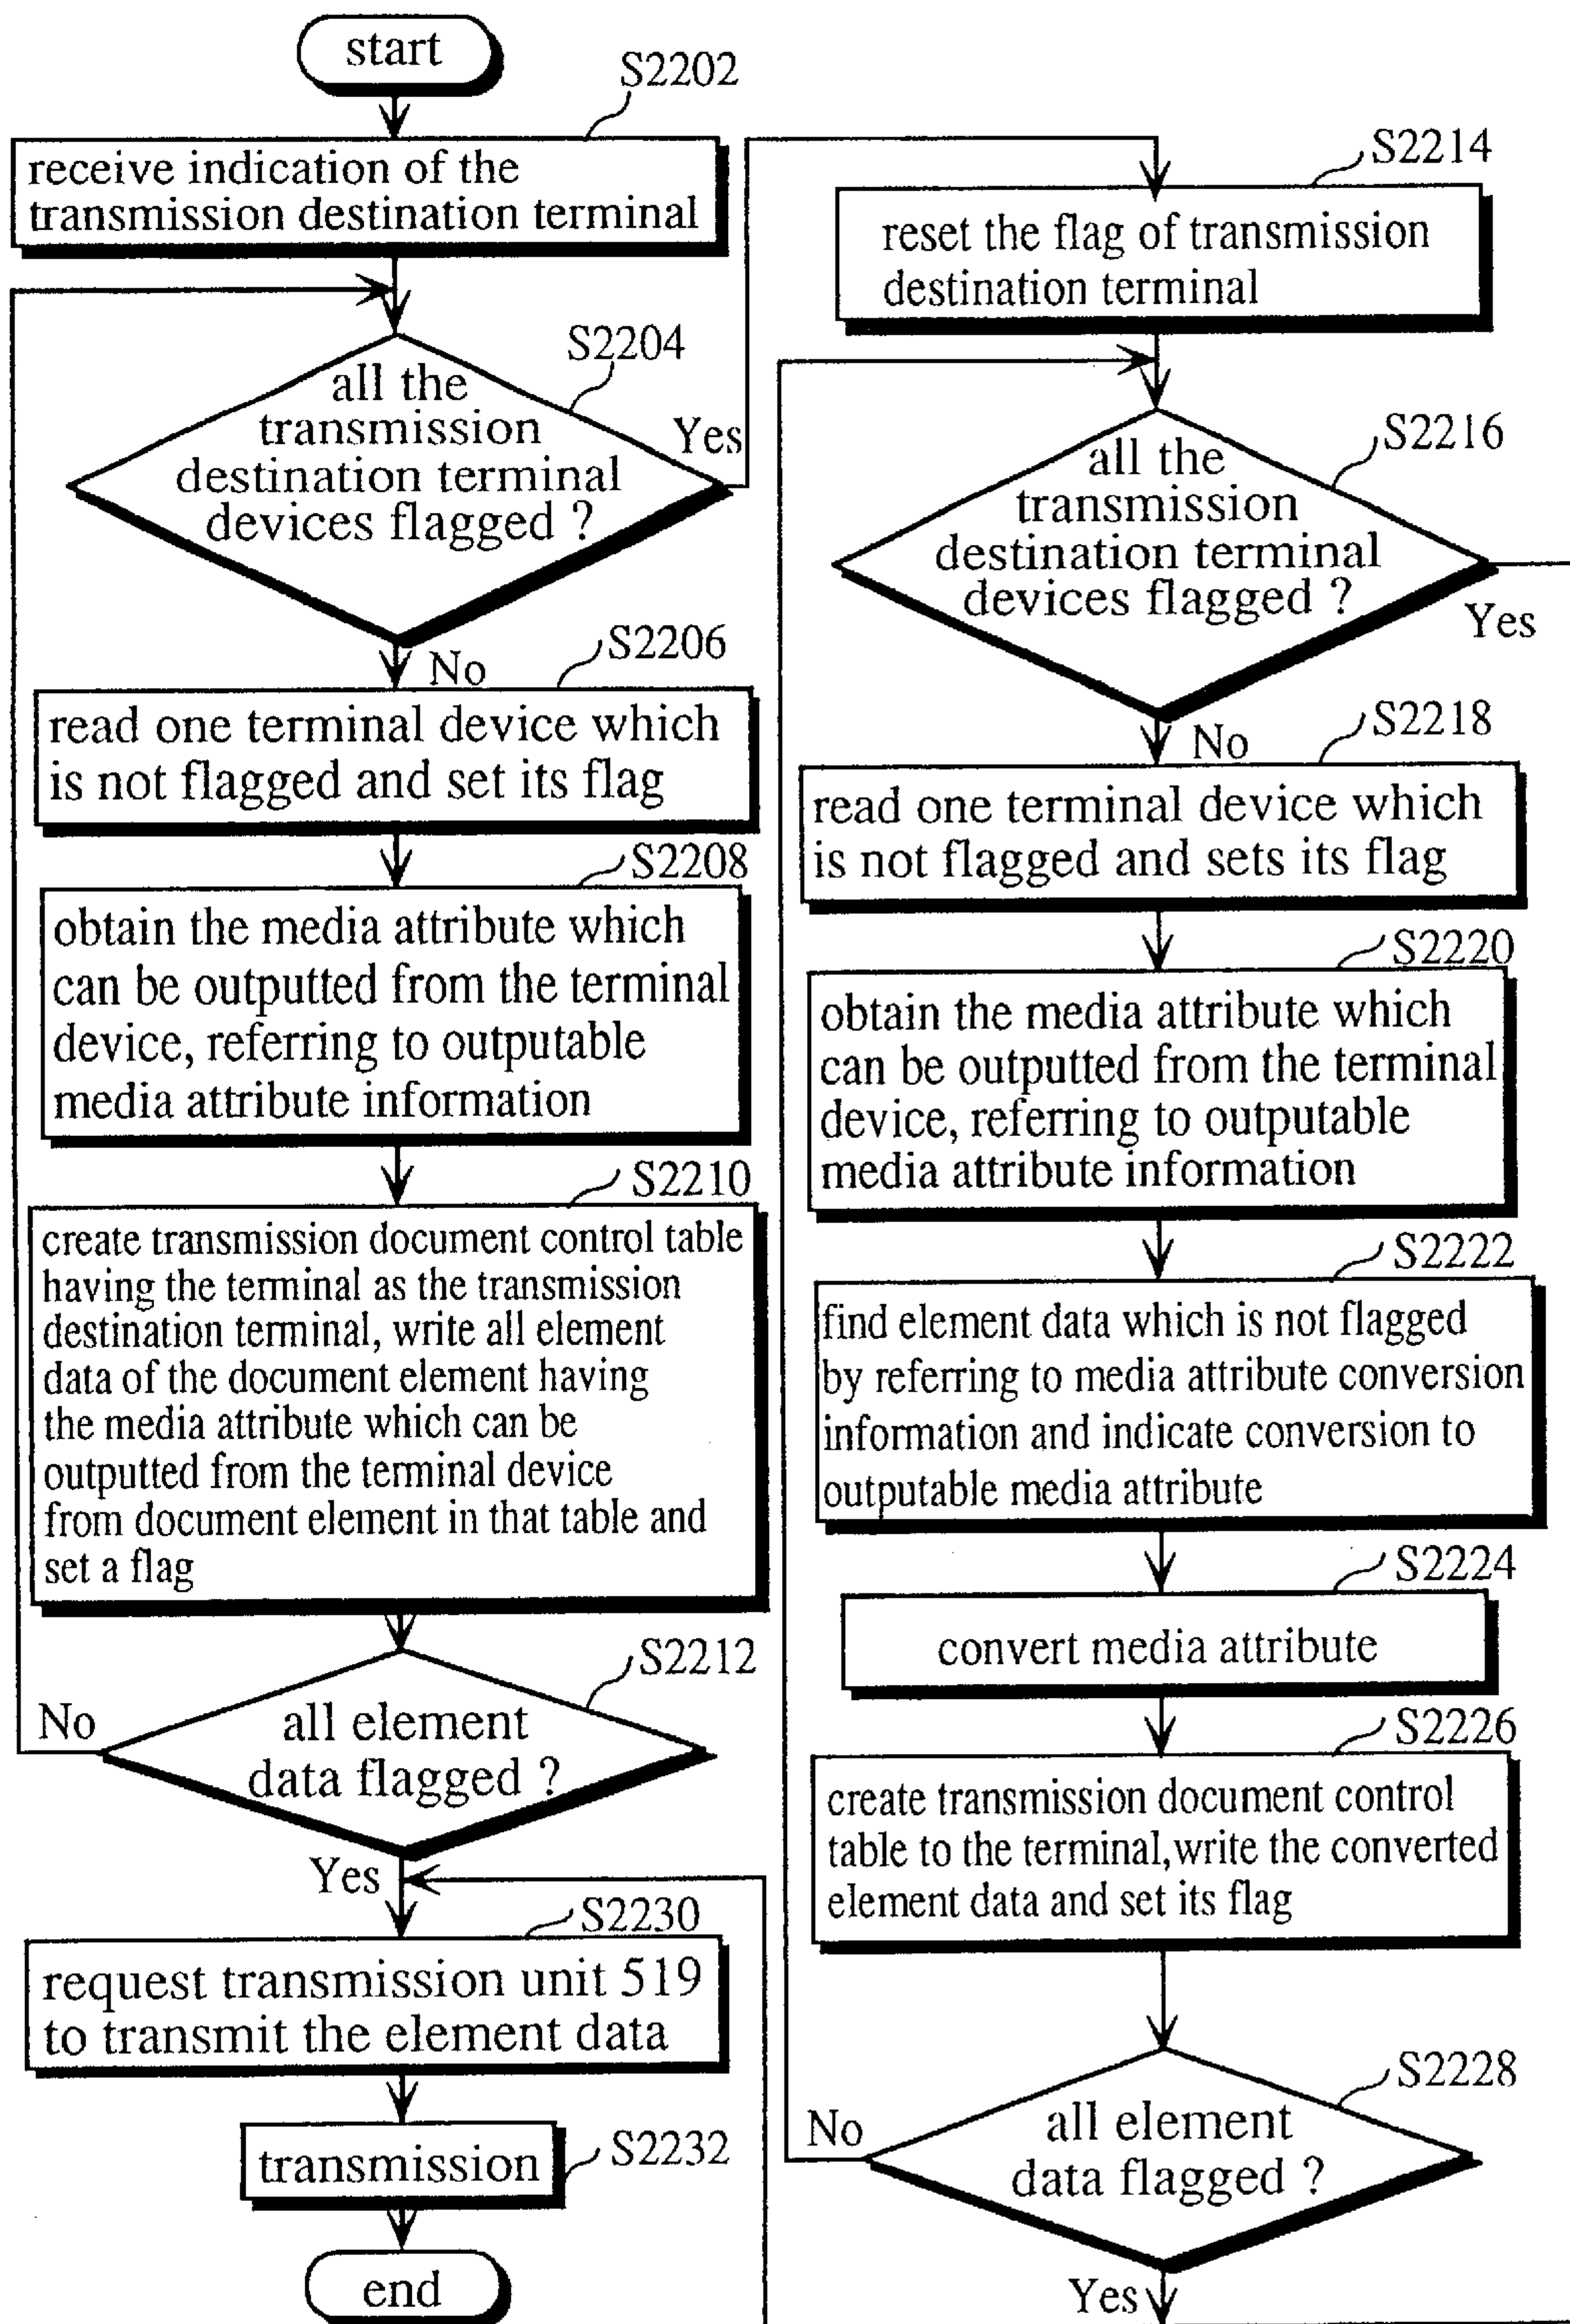 start
S2202
receive indication of the
transmission destination terminal
S2204
all the
transmission
destination terminal
devices flagged ?
Yes
No
S2206
read one terminal device which
is not flagged and set its flag
S2208
obtain the media attribute which
can be outputted from the terminal
device, referring to outputable
media attribute information
S2210
create transmission document control table
having the terminal as the transmission
destination terminal, write all element
data of the document element having
the media attribute which can be
outputted from the terminal device
from document element in that table and
set a flag
S2212
No
all element
data flagged ?
Yes
S2230
request transmission unit 519
to transmit the element data
transmission
S2232
end
S2214
reset the flag of transmission
destination terminal
S2216
all the
transmission
destination terminal
devices flagged ?
Yes
No
S2218
read one terminal device which
is not flagged and sets its flag
S2220
obtain the media attribute which
can be outputted from the terminal
device, referring to outputable
media attribute information
S2222
find element data which is not flagged
by referring to media attribute conversion
information and indicate conversion to
outputable media attribute
S2224
convert media attribute
S2226
create transmission document control
table to the terminal,write the converted
element data and set its flag
S2228
No
all element
data flagged ?
Yes